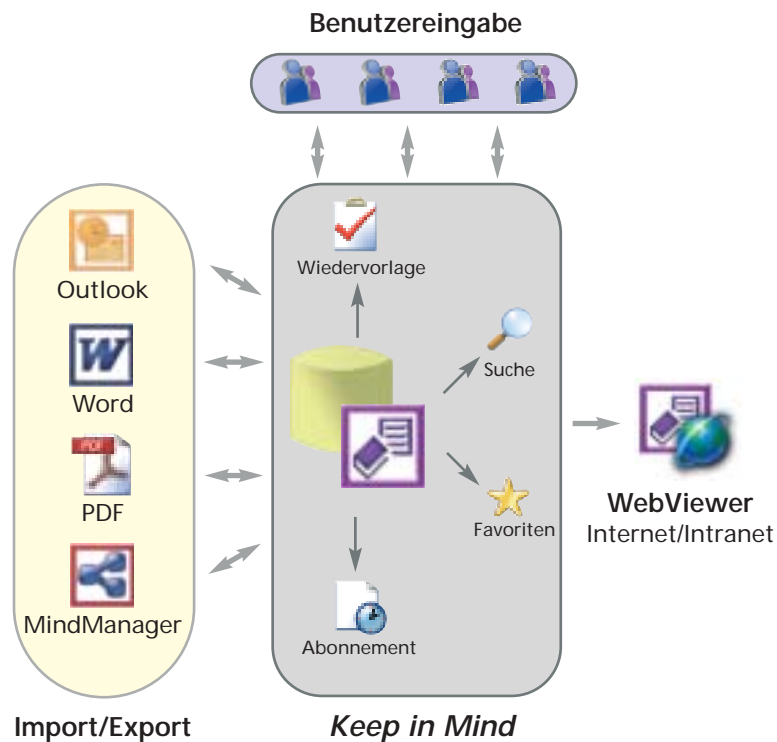 Benutzereingabe
Outlook
Word
PDF
MindManager
Import/Export
Wiedervorlage
Suche
Favoriten
Abonnement
Keep in Mind
WebViewer
Internet/Intranet